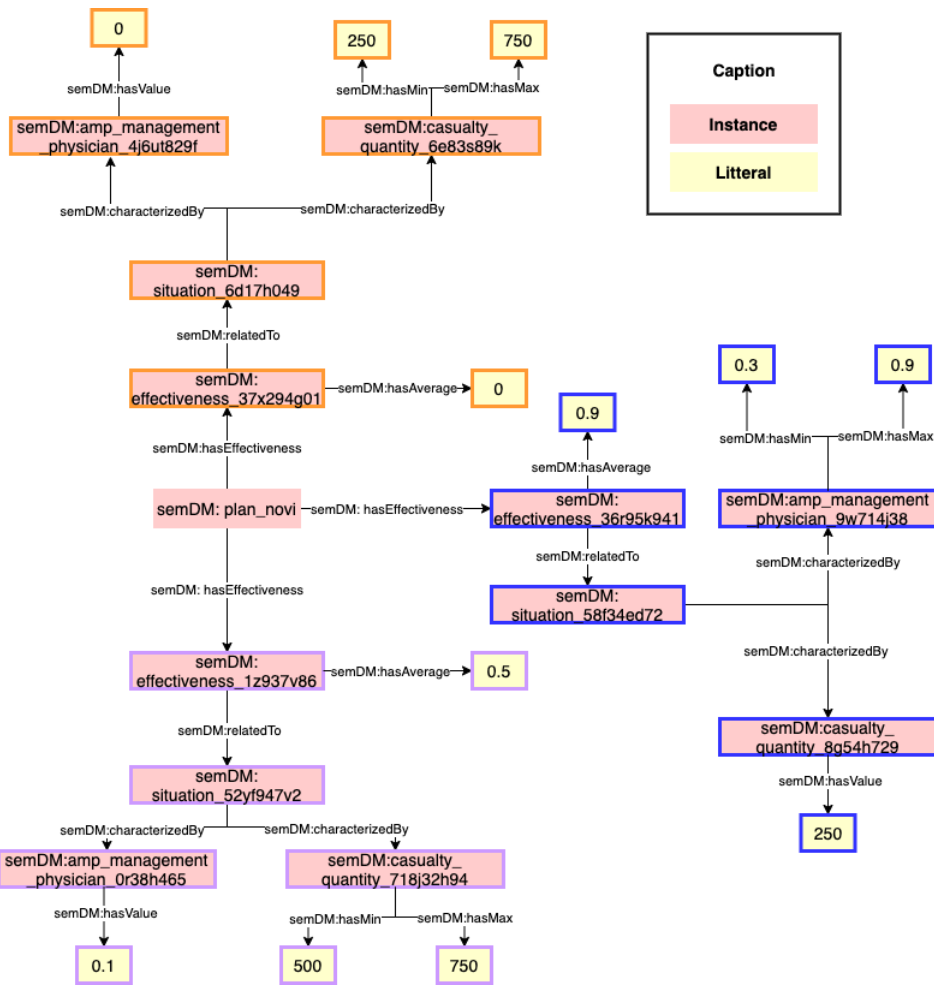 0
250
750
Caption
Instance
Litteral
semDM:hasValue
semDM:hasMin
semDM:hasMax
semDM:amp_management
_physician_4j6ut829f
semDM:casualty_
quantity_6e83s89k
semDM:characterizedBy
semDM:characterizedBy
semDM:
situation_6d17h049
semDM:relatedTo
semDM:
effectiveness_37x294g01
semDM:hasAverage
0
0.3
0.9
0.9
semDM:hasMin
semDM:hasMax
semDM:hasEffectiveness
semDM:hasAverage
semDM: plan_novi
semDM: hasEffectiveness
semDM:
effectiveness_36r95k941
semDM:amp_management
_physician_9w714j38
semDM:relatedTo
semDM:characterizedBy
semDM: hasEffectiveness
semDM:
situation_58f34ed72
semDM:characterizedBy
semDM:
effectiveness_1z937v86
semDM:hasAverage
0.5
semDM:relatedTo
semDM:casualty_
quantity_8g54h729
semDM:
situation_52yf947v2
semDM:hasValue
250
semDM:characterizedBy
semDM:characterizedBy
semDM:amp_management
_physician_0r38h465
semDM:casualty_
quantity_718j32h94
semDM:hasValue
semDM:hasMin
semDM:hasMax
0.1
500
750